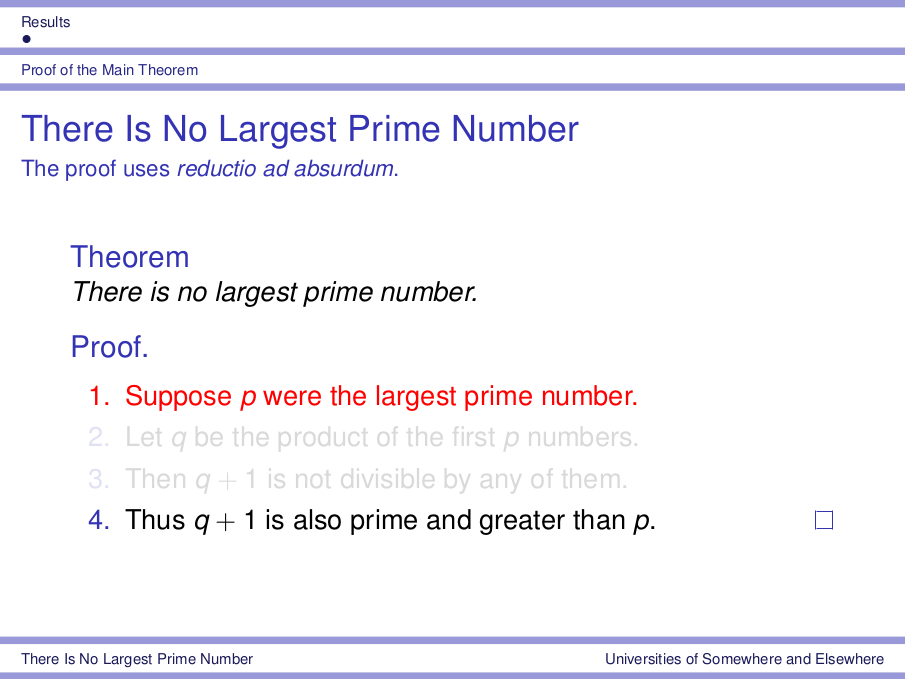 Results
Proof of the Main Theorem
There Is No Largest Prime Number
The proof uses reductio ad absurdum.
Theorem
There is no largest prime number.
Proof.
1. Suppose p were the largest prime number.
2. Let q be the product of the first p numbers.
3. Then q + 1 is not divisible by any of them.
4. Thus q + 1 is also prime and greater than p. □
There Is No Largest Prime Number
Universities of Somewhere and Elsewhere